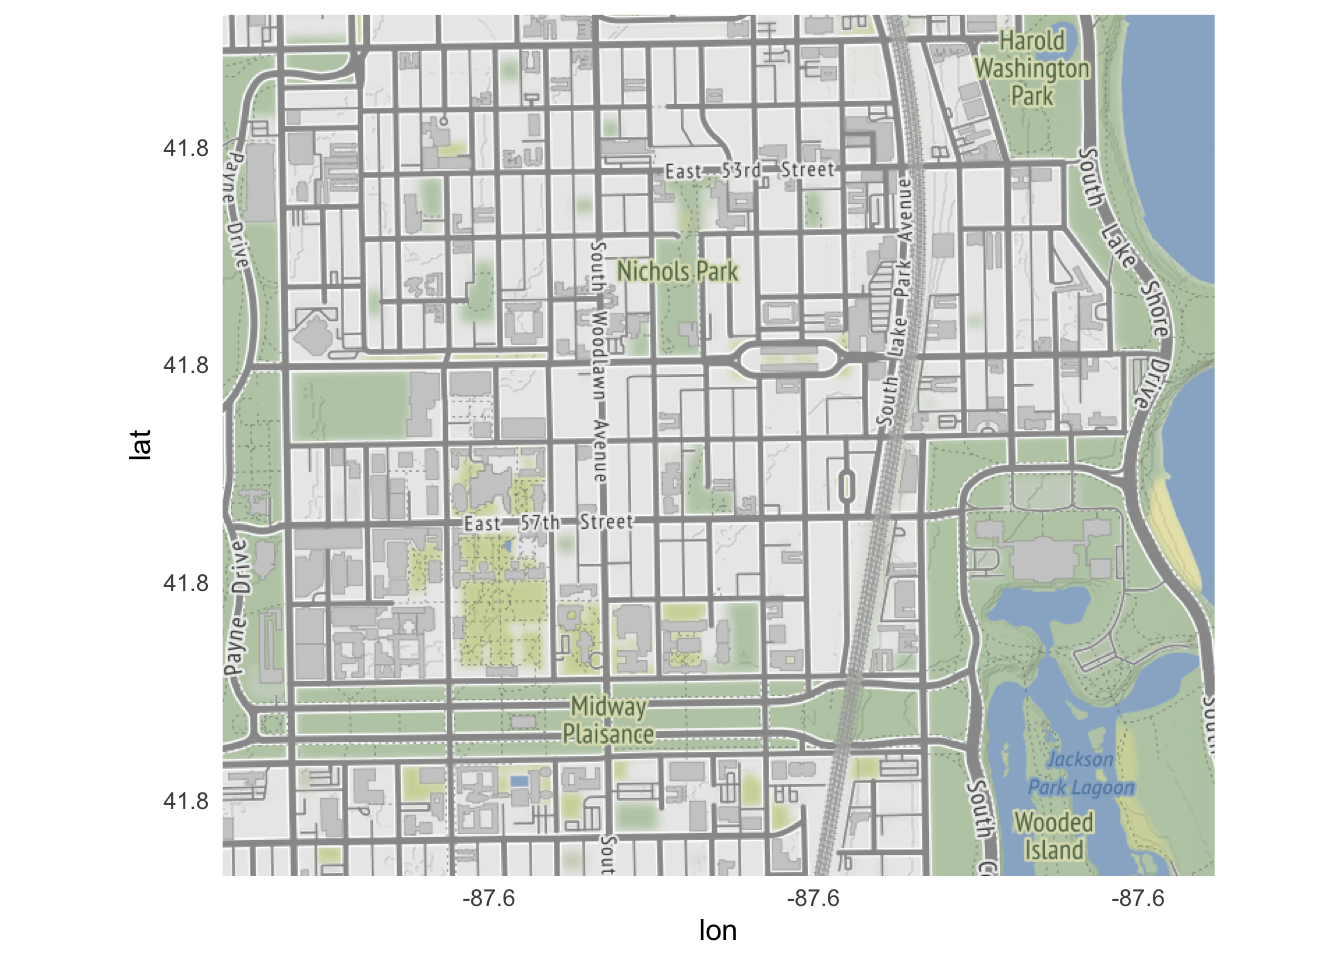 Harold
Washington
Park
41.8
East 53rd Street
Payne Drive
South Lake Shore Drive
South Lake Park Avenue
South Woodlawn Avenue
Nichols Park
41.8
lat
East 57th Street
Payne Drive
41.8
Midway
Plaisance
South
Jackson
Park Lagoon
41.8
South
Wooded
Island
Sout
-87.6
-87.6
-87.6
lon